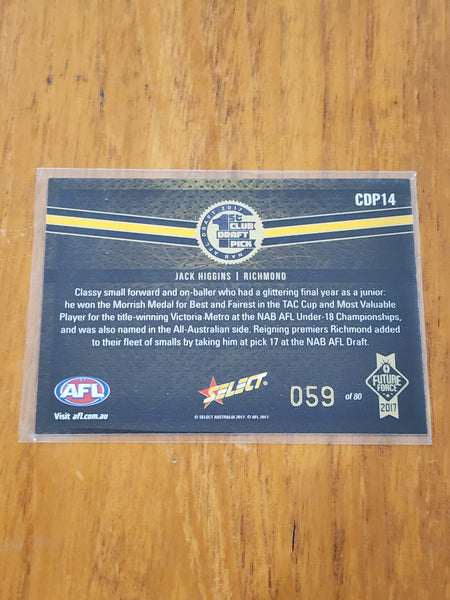 CDP14
NAB AFL DRAFT 2017
1st
CLUB
DRAFT
PICK
JACK HIGGINS | RICHMOND
Classy small forward and on-baller who had a glittering final year as a junior:
he won the Morrish Medal for Best and Fairest in the TAC Cup and Most Valuable
Player for the title-winning Victoria Metro at the NAB AFL Under-18 Championships,
and was also named in the All-Australian side. Reigning premiers Richmond added
to their fleet of smalls by taking him at pick 17 at the NAB AFL Draft.
AFL
Visit afl.com.au
SELECT
© SELECT AUSTRALIA 2017. © AFL 2017
059 of 80
FUTURE
FORCE
2017